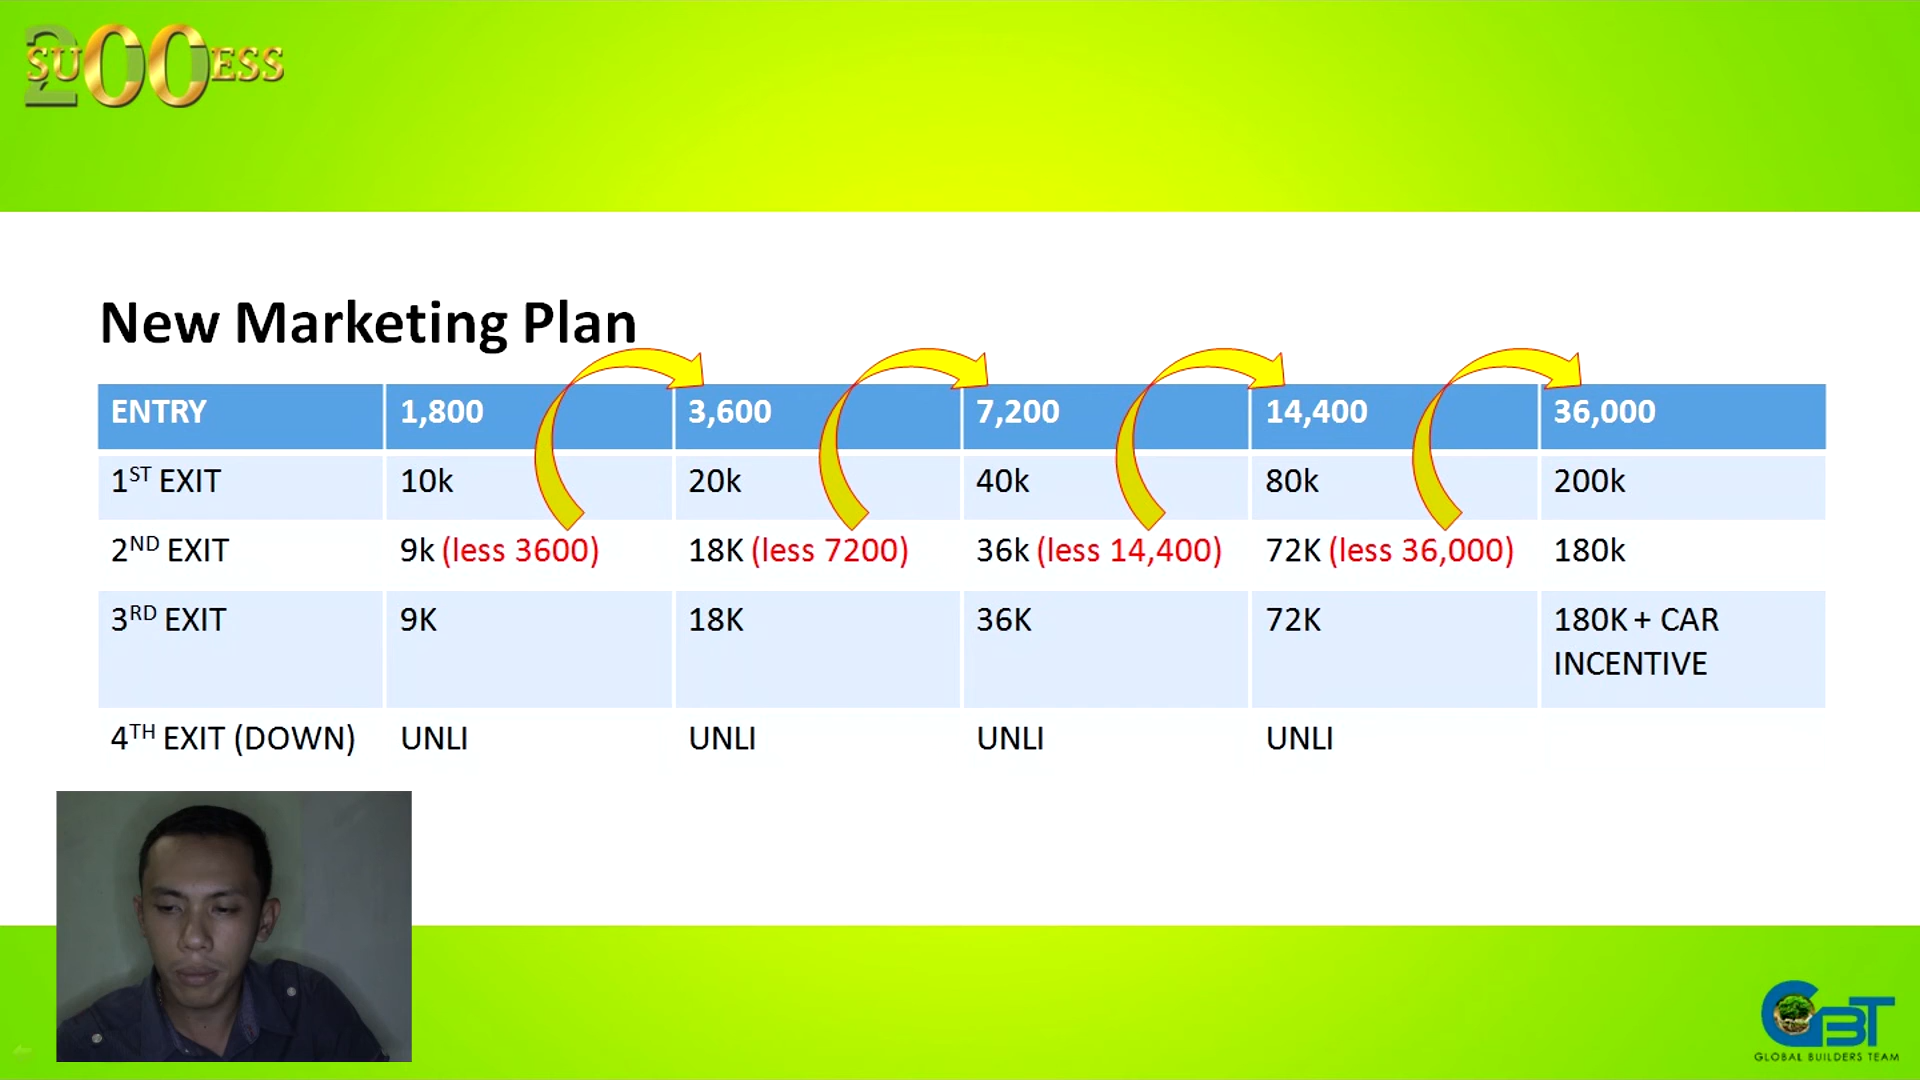 200
SU00ESS
New Marketing Plan
ENTRY 1,800 3,600 7,200 14,400 36,000
1ST EXIT 10k 20k 40k 80k 200k
2ND EXIT 9k (less 3600) 18K (less 7200) 36k (less 14,400) 72K (less 36,000) 180k
3RD EXIT 9K 18K 36K 72K 180K + CAR
INCENTIVE
4TH EXIT (DOWN) UNLI UNLI UNLI UNLI
GBT
GLOBAL BUILDERS TEAM